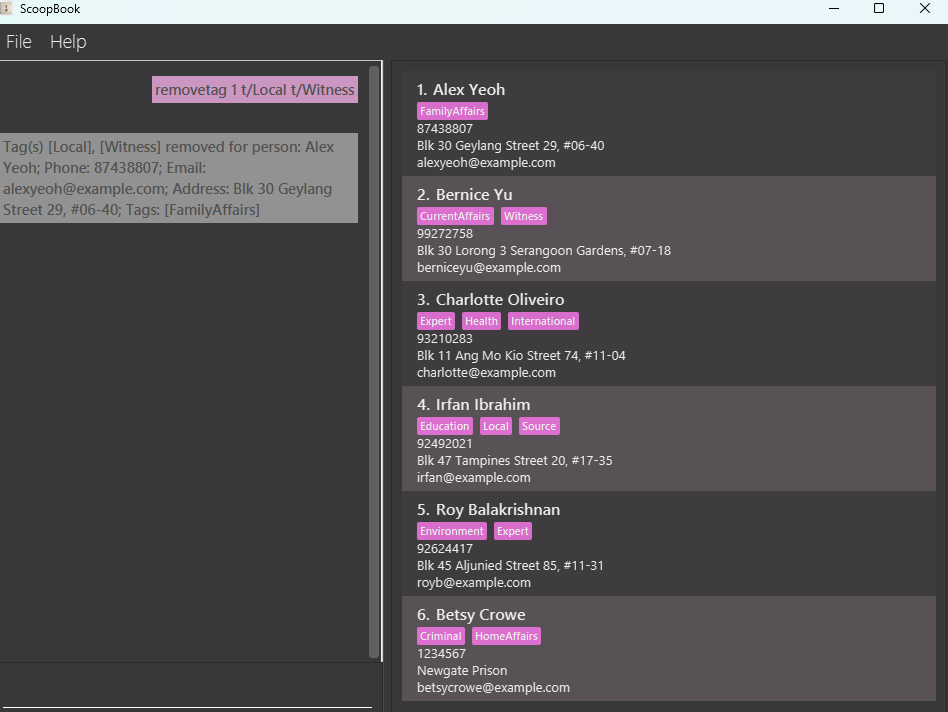 ScoopBook
File Help
removetag 1 t/Local t/Witness
Tag(s) [Local], [Witness] removed for person: Alex
Yeoh; Phone: 87438807; Email:
alexyeoh@example.com; Address: Blk 30 Geylang
Street 29, #06-40; Tags: [FamilyAffairs]
1. Alex Yeoh
FamilyAffairs
87438807
Blk 30 Geylang Street 29, #06-40
alexyeoh@example.com
2. Bernice Yu
CurrentAffairs Witness
99272758
Blk 30 Lorong 3 Serangoon Gardens, #07-18
berniceyu@example.com
3. Charlotte Oliveiro
Expert Health International
93210283
Blk 11 Ang Mo Kio Street 74, #11-04
charlotte@example.com
4. Irfan Ibrahim
Education Local Source
92492021
Blk 47 Tampines Street 20, #17-35
irfan@example.com
5. Roy Balakrishnan
Environment Expert
92624417
Blk 45 Aljunied Street 85, #11-31
royb@example.com
6. Betsy Crowe
Criminal HomeAffairs
1234567
Newgate Prison
betsycrowe@example.com